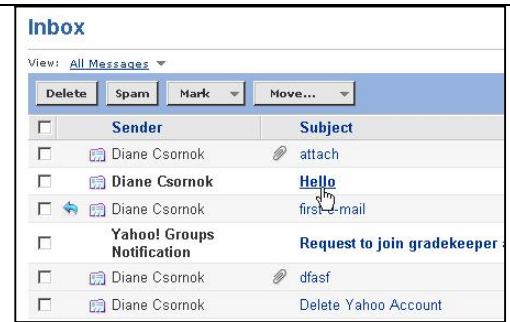 Inbox
View: All Messages
Delete Spam Mark Move...
Sender Subject
Diane Csornok attach
Diane Csornok Hello
Diane Csornok first e-mail
Yahoo! Groups Notification Request to join gradekeeper
Diane Csornok dfasf
Diane Csornok Delete Yahoo Account